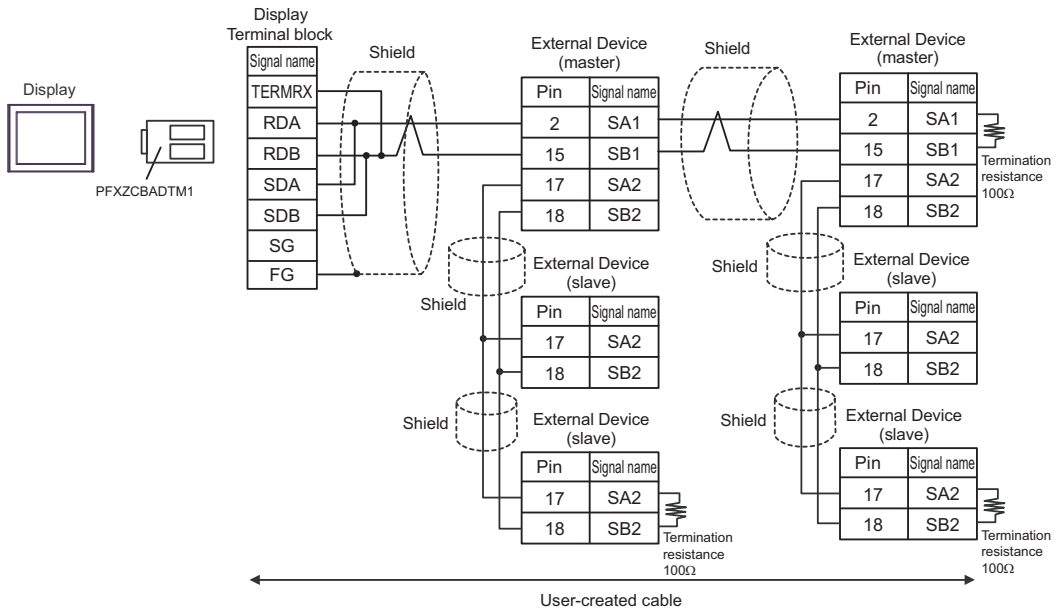 Display
PFXZCBADTM1
Display
Terminal block
Signal name
TERMRX
RDA
RDB
SDA
SDB
SG
FG
Shield
External Device
(master)
Pin Signal name
2 SA1
15 SB1
17 SA2
18 SB2
Shield
External Device
(master)
Pin Signal name
2 SA1
15 SB1
17 SA2
18 SB2
Termination
resistance
100Ω
Shield
External Device
(slave)
Pin Signal name
17 SA2
18 SB2
Shield
External Device
(slave)
Pin Signal name
17 SA2
18 SB2
Shield
External Device
(slave)
Pin Signal name
17 SA2
18 SB2
Termination
resistance
100Ω
Shield
External Device
(slave)
Pin Signal name
17 SA2
18 SB2
Termination
resistance
100Ω
User-created cable